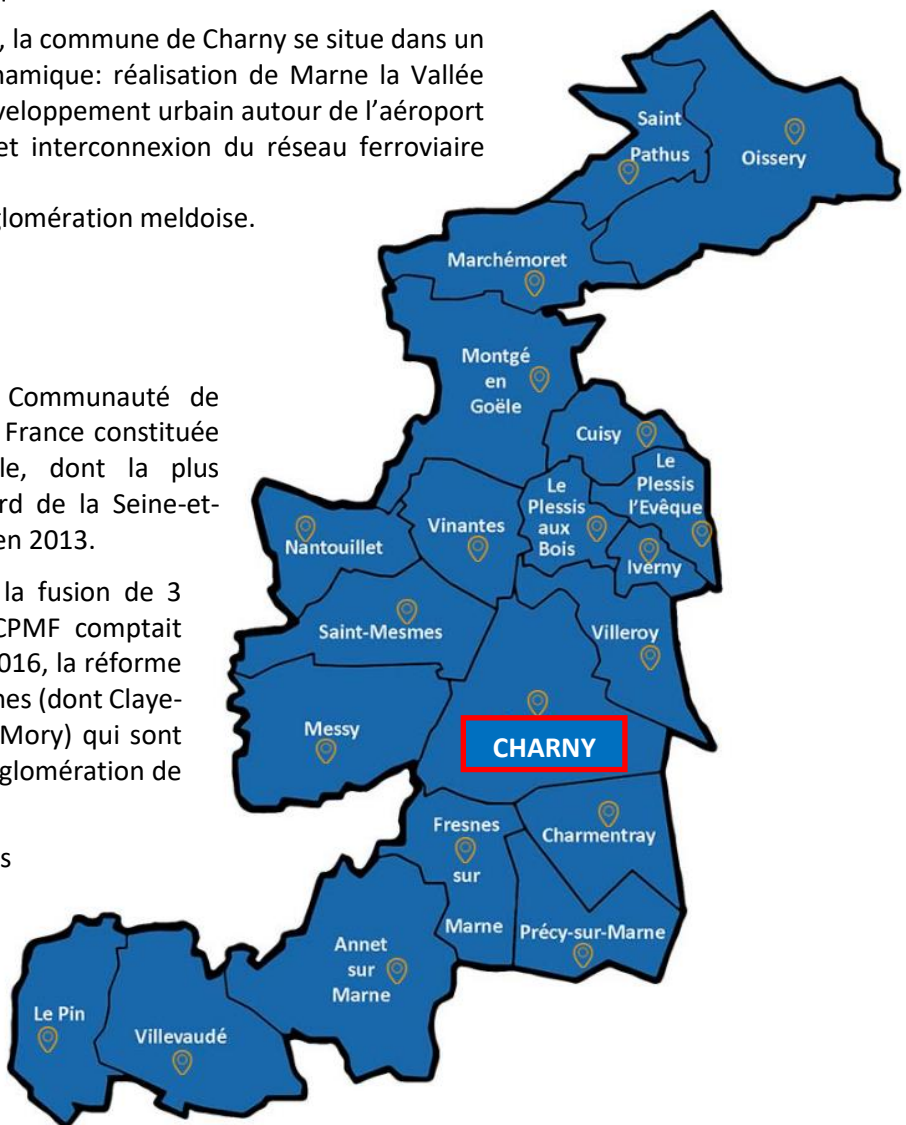 , la commune de Charny se situe dans un
namique: réalisation de Marne la Vallée
veloppement urbain autour de l’aéroport
et interconnexion du réseau ferroviaire
glomération meldoise.
Communauté de
France constituée
le, dont la plus
rd de la Seine-et-
en 2013.
la fusion de 3
CPMF comptait
016, la réforme
nes (dont Claye-
Mory) qui sont
glomération de
s
Saint
Pathus
Oissery
Marchémoret
Montgé
en
Goële
Cuisy
Le
Plessis
l’Evêque
Le
Plessis
aux
Bois
Iverny
Vinantes
Nantouillet
Saint-Mesmes
Villeroy
Messy
CHARNY
Fresnes
sur
Marne
Charmentray
Précy-sur-Marne
Annet
sur
Marne
Le Pin
Villevaudé